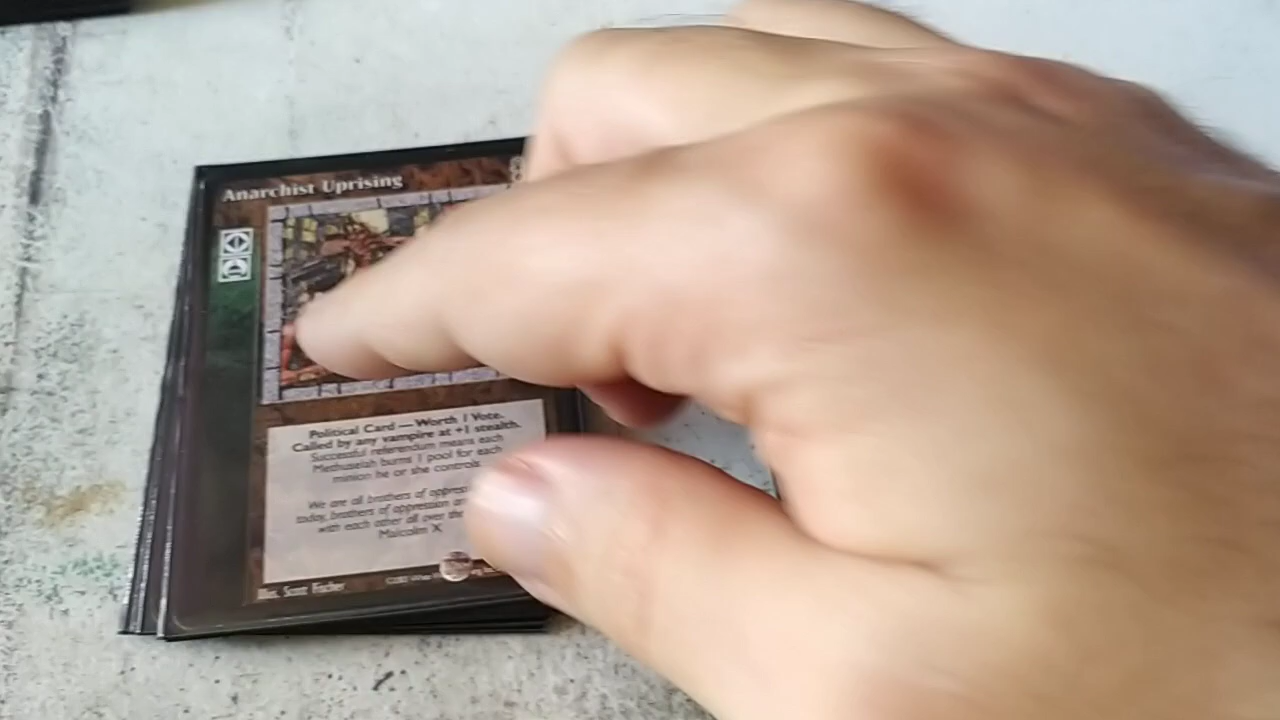 Anarchist Uprising
Political Card — Worth 1 Vote.
Called by any vampire at +1 stealth.
Successful referendum means each
Methuselah burns 1 pool for each
minion he or she controls.
We are all brothers of
today, brothers of oppression
with each other all over the
Malcolm X
Illus. Scott Fischer